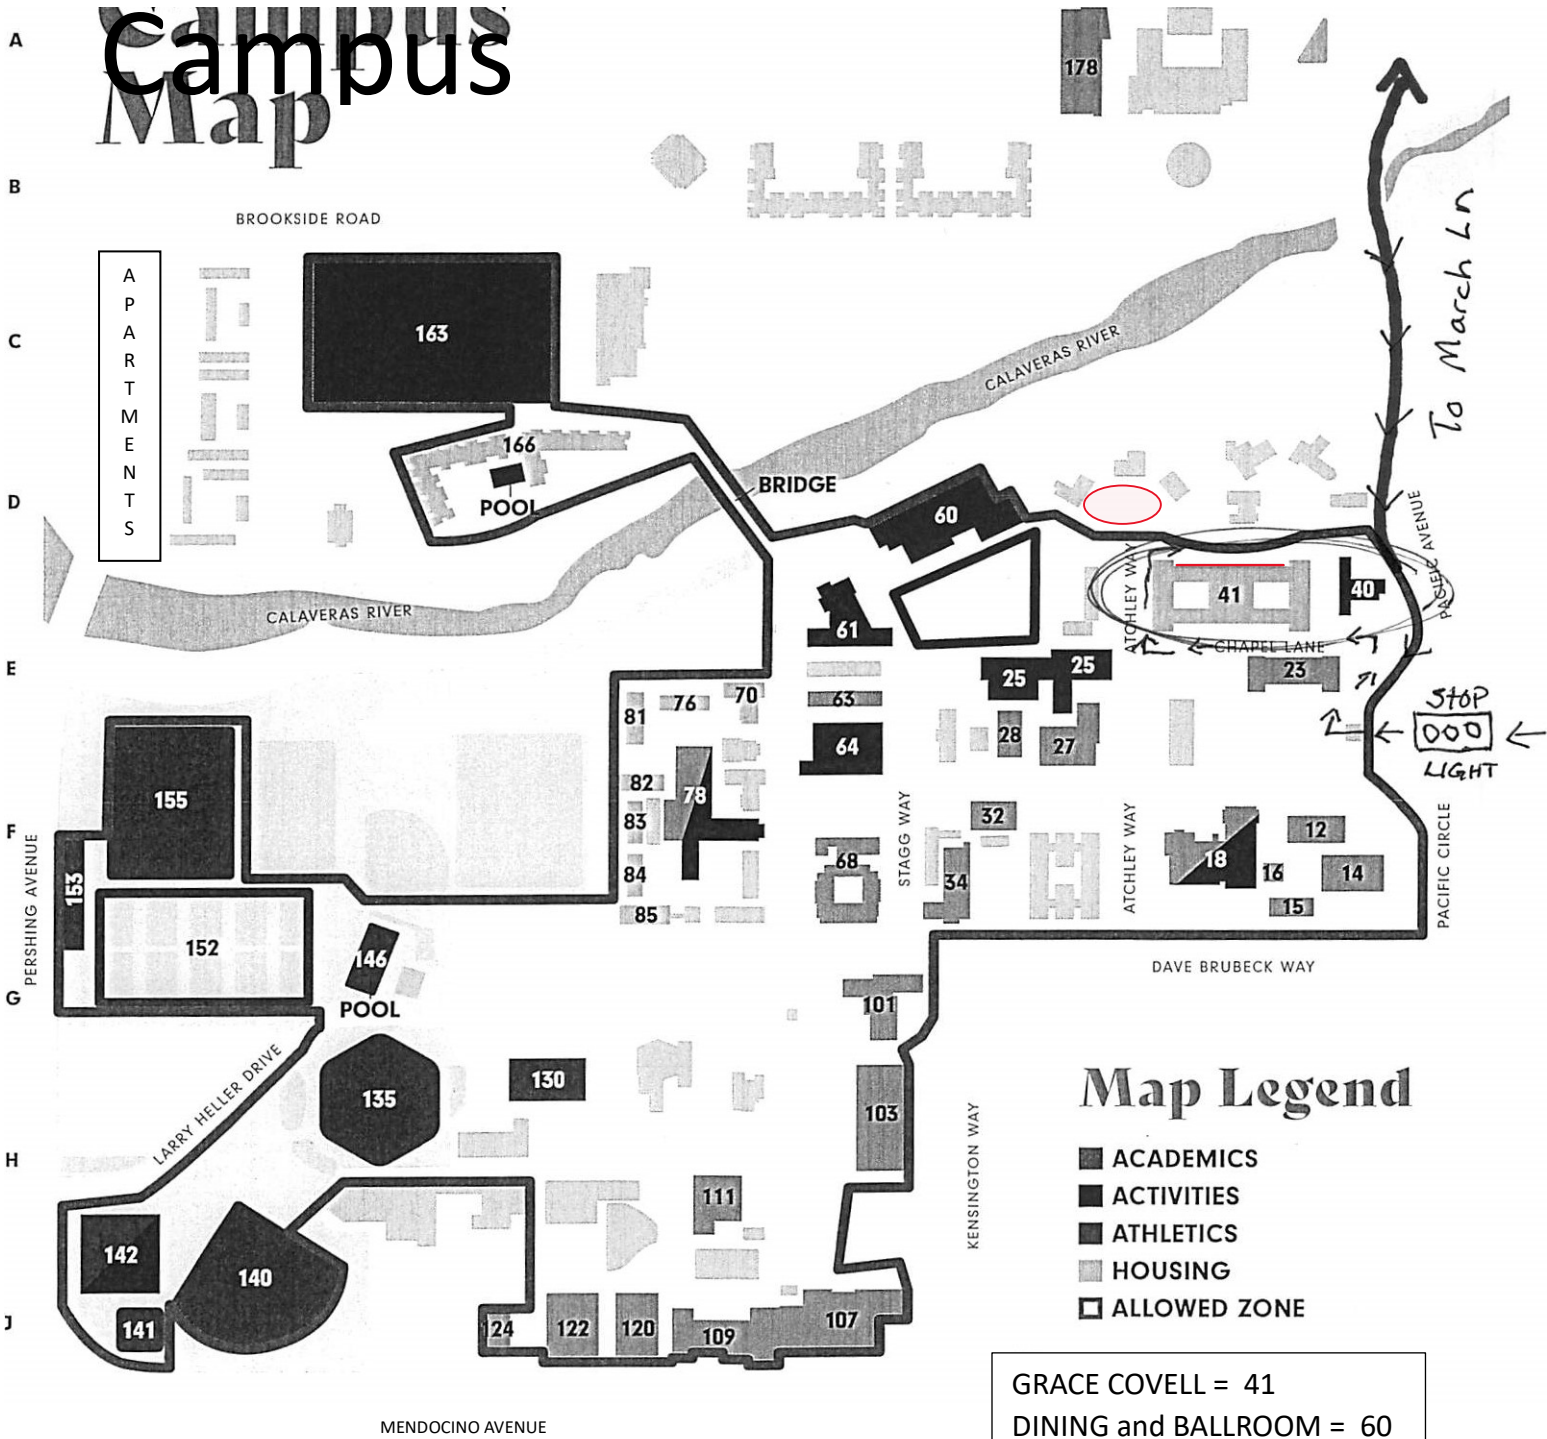 Campus
Campus
Map
A
B
C
D
E
F
G
H
J
BROOKSIDE ROAD
APARTMENTS
178
163
166
POOL
BRIDGE
CALAVERAS RIVER
CALAVERAS RIVER
To March Ln
PACIFIC AVENUE
60
61
41
40
ATCHLEY WAY
CHAPEL LANE
25
25
23
STOP
LIGHT
63
64
28
27
70
76
81
82
78
83
84
85
155
153
152
146
POOL
PERSHING AVENUE
68
STAGG WAY
32
34
ATCHLEY WAY
18
12
16
14
15
PACIFIC CIRCLE
DAVE BRUBECK WAY
101
103
KENSINGTON WAY
LARRY HELLER DRIVE
135
130
111
142
140
141
124
122
120
109
107
Map Legend
ACADEMICS
ACTIVITIES
ATHLETICS
HOUSING
ALLOWED ZONE
GRACE COVELL = 41
DINING and BALLROOM = 60
MENDOCINO AVENUE